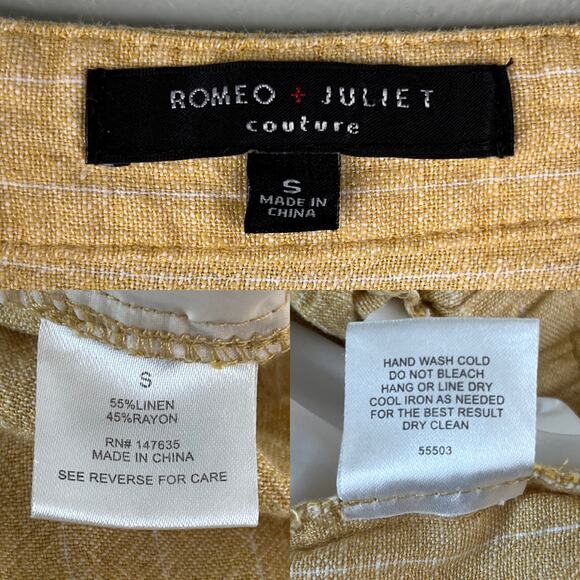 ROMEO + JULIET
couture
S
MADE IN
CHINA
S
55%LINEN
45%RAYON
RN# 147635
MADE IN CHINA
SEE REVERSE FOR CARE
HAND WASH COLD
DO NOT BLEACH
HANG OR LINE DRY
COOL IRON AS NEEDED
FOR THE BEST RESULT
DRY CLEAN
55503